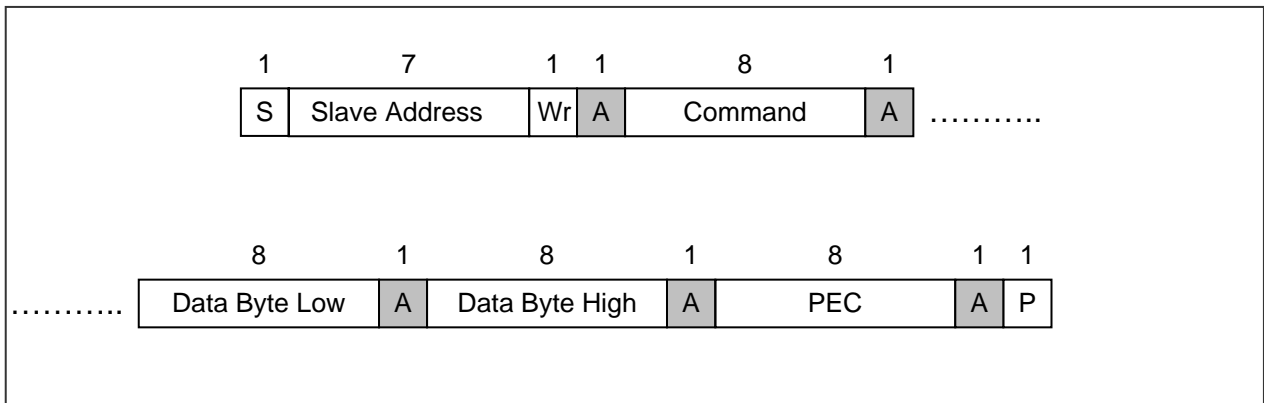 1 7 1 1 8 1
S Slave Address Wr A Command A ………..
8 1 8 1 8 1 1
……….. Data Byte Low A Data Byte High A PEC A P